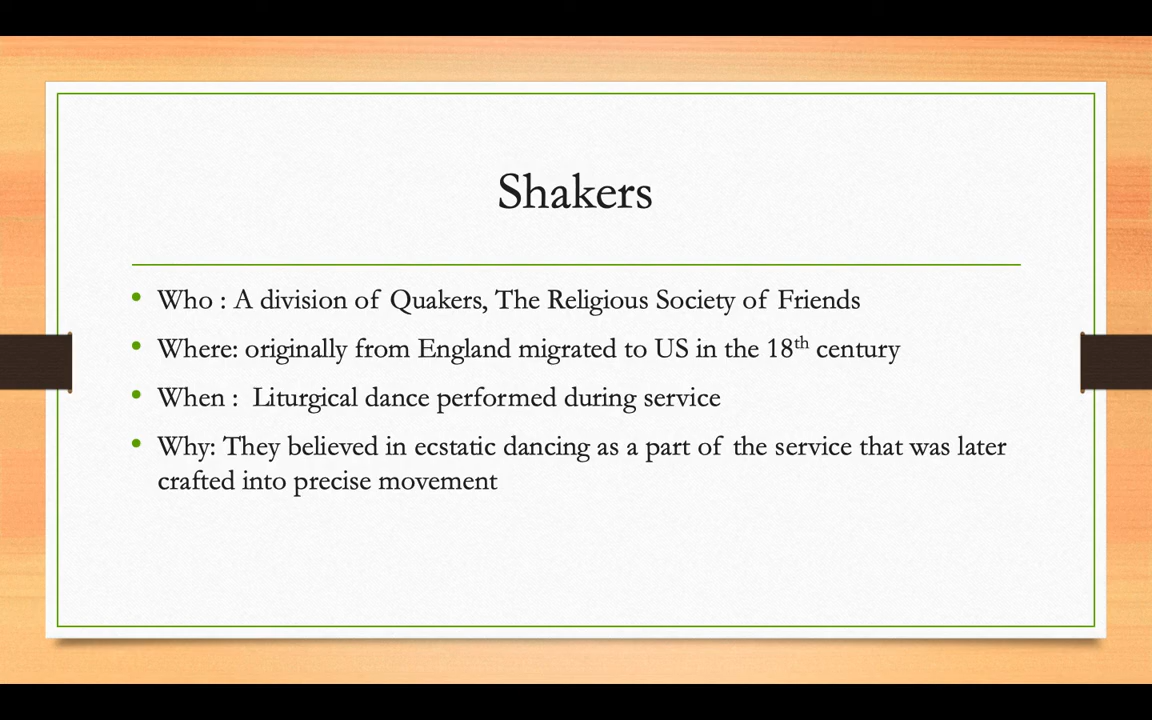 Shakers
• Who : A division of Quakers, The Religious Society of Friends
• Where: originally from England migrated to US in the 18th century
• When :  Liturgical dance performed during service
• Why: They believed in ecstatic dancing as a part of the service that was later
crafted into precise movement